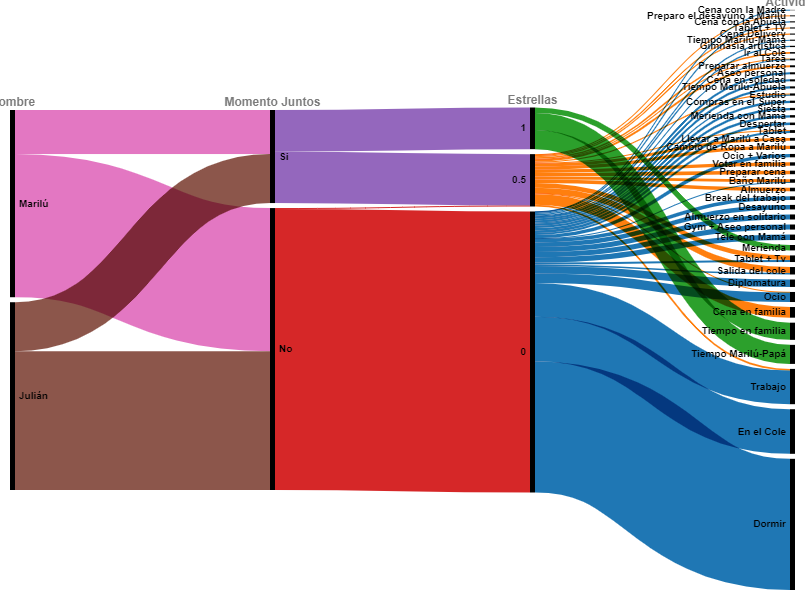 ombre
Momento Juntos
Estrellas
Activid
Marilú
Julián
Si
No
1
0.5
0
Cena con la Madre
Preparo el desayuno a Marilú
Cena con la Abuela
Tablet + TV
Cena Delivery
Tiempo Marilú-Mamá
Gimnasia artística
Ir al Cole
Tarea
Preparar almuerzo
Aseo personal
Cena en soledad
Tiempo Marilú-Abuela
Estudio
Compras en el Super
Siesta
Merienda con Mamá
Despertar
Tablet
Llevar a Marilú a Casa
Cambio de Ropa a Marilú
Ocio + Varios
Votar en familia
Preparar cena
Baño Marilú
Almuerzo
Break del trabajo
Desayuno
Almuerzo en solitario
Gym + Aseo personal
Tele con Mamá
Merienda
Tablet + Tv
Salida del cole
Diplomatura
Ocio
Cena en familia
Tiempo en familia
Tiempo Marilú-Papá
Trabajo
En el Cole
Dormir